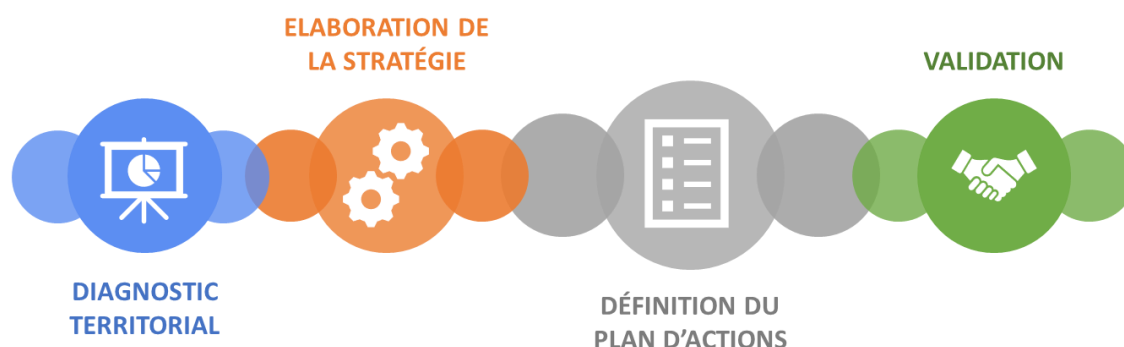 ELABORATION DE
LA STRATÉGIE
VALIDATION
DIAGNOSTIC
TERRITORIAL
DÉFINITION DU
PLAN D'ACTIONS